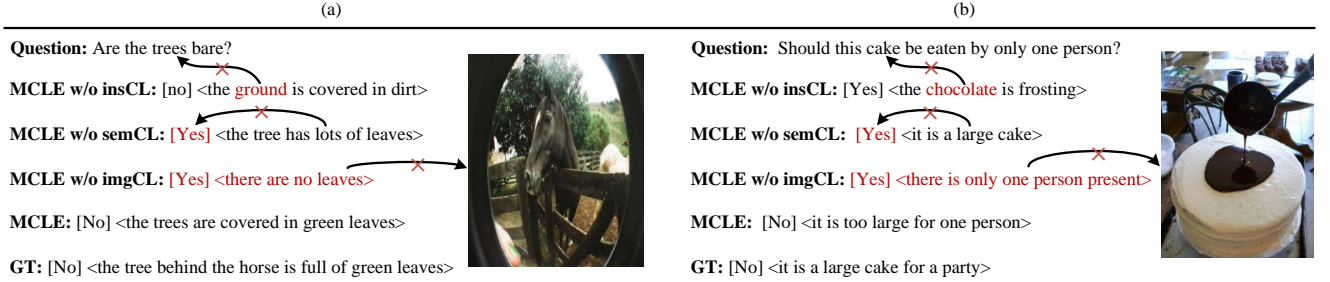 (a)
Question: Are the trees bare?
MCLE w/o insCL: [no] <the ground is covered in dirt>
MCLE w/o semCL: [Yes] <the tree has lots of leaves>
MCLE w/o imgCL: [Yes] <there are no leaves>
MCLE: [No] <the trees are covered in green leaves>
GT: [No] <the tree behind the horse is full of green leaves>
(b)
Question: Should this cake be eaten by only one person?
MCLE w/o insCL: [Yes] <the chocolate is frosting>
MCLE w/o semCL: [Yes] <it is a large cake>
MCLE w/o imgCL: [Yes] <there is only one person present>
MCLE: [No] <it is too large for one person>
GT: [No] <it is a large cake for a party>